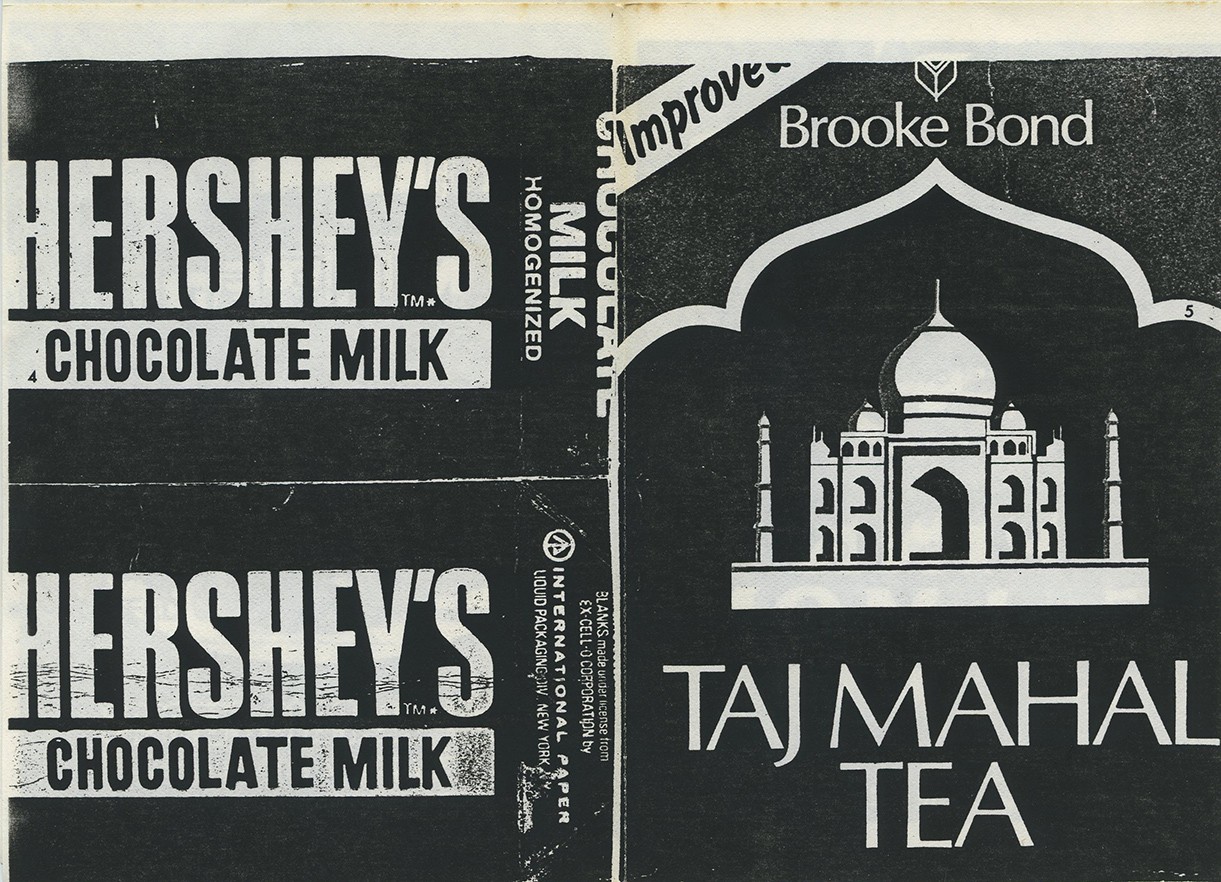 HERSHEY'S
TM*
4 CHOCOLATE MILK
CHOCOLATE
MILK
HOMOGENIZED
HERSHEY'S
TM*
CHOCOLATE MILK
BLANKS made under license from
EX-CELL-O CORPORATION by
INTERNATIONAL PAPER
LIQUID PACKAGING DIV. NEW YORK
Improved
Brooke Bond
5
TAJ MAHAL
TEA